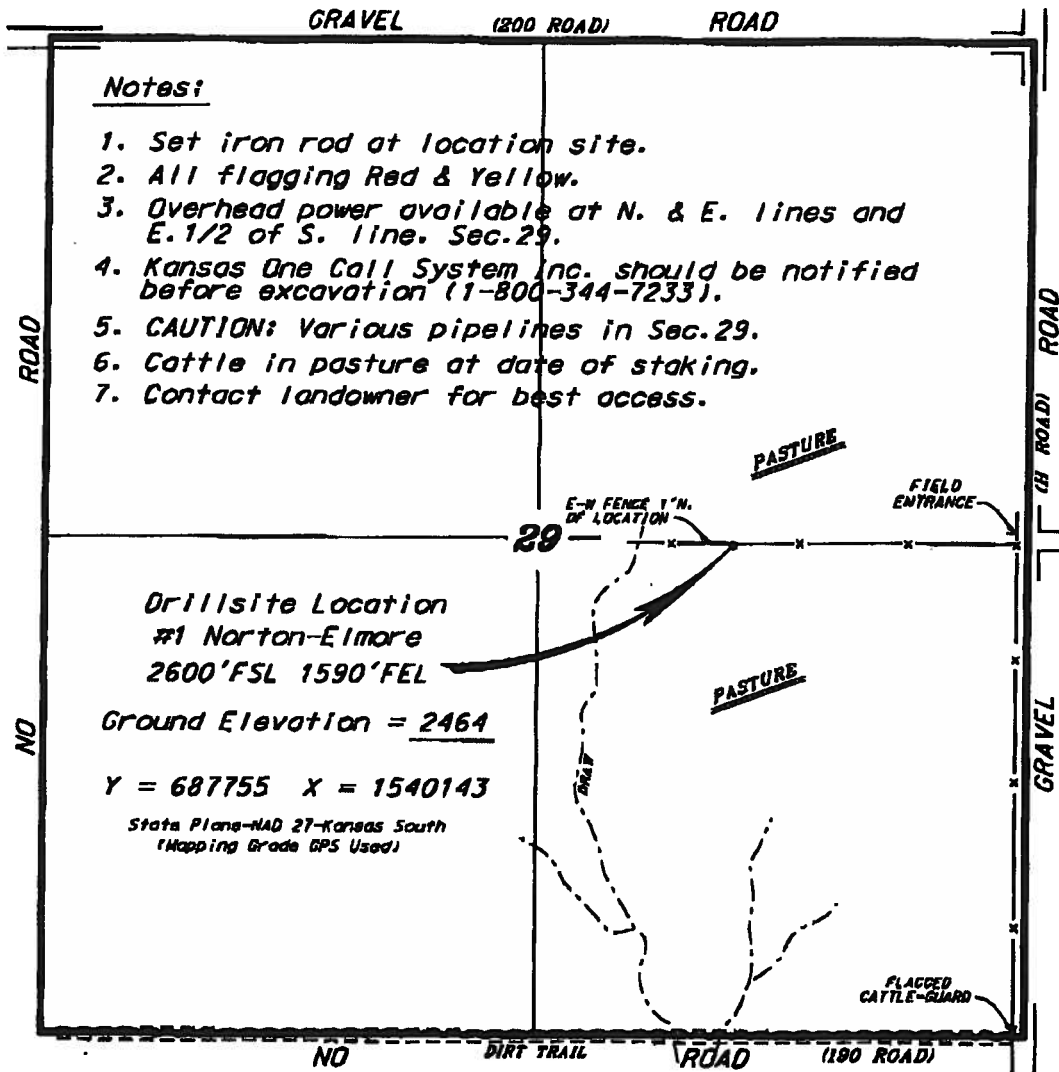 GRAVEL (200 ROAD) ROAD
Notes:
1. Set iron rod at location site.
2. All flagging Red & Yellow.
3. Overhead power available at N. & E. lines and
E. 1/2 of S. line. Sec.29.
4. Kansas One Call System Inc. should be notified
before excavation (1-800-344-7233).
5. CAUTION: Various pipelines in Sec.29.
6. Cattle in pasture at date of staking.
7. Contact landowner for best access.
ROAD
ROAD
(H ROAD)
PASTURE
FIELD
ENTRANCE
E-W FENCE 1'N.
OF LOCATION
29
Drillsite Location
#1 Norton-Elmore
2600'FSL 1590'FEL
PASTURE
Ground Elevation = 2464
NO
GRAVEL
DRAW
Y = 687755 X = 1540143
State Plane-NAD 27-Kansas South
(Mapping Grade GPS Used)
FLAGGED
CATTLE-GUARD
NO DIRT TRAIL ROAD (190 ROAD)